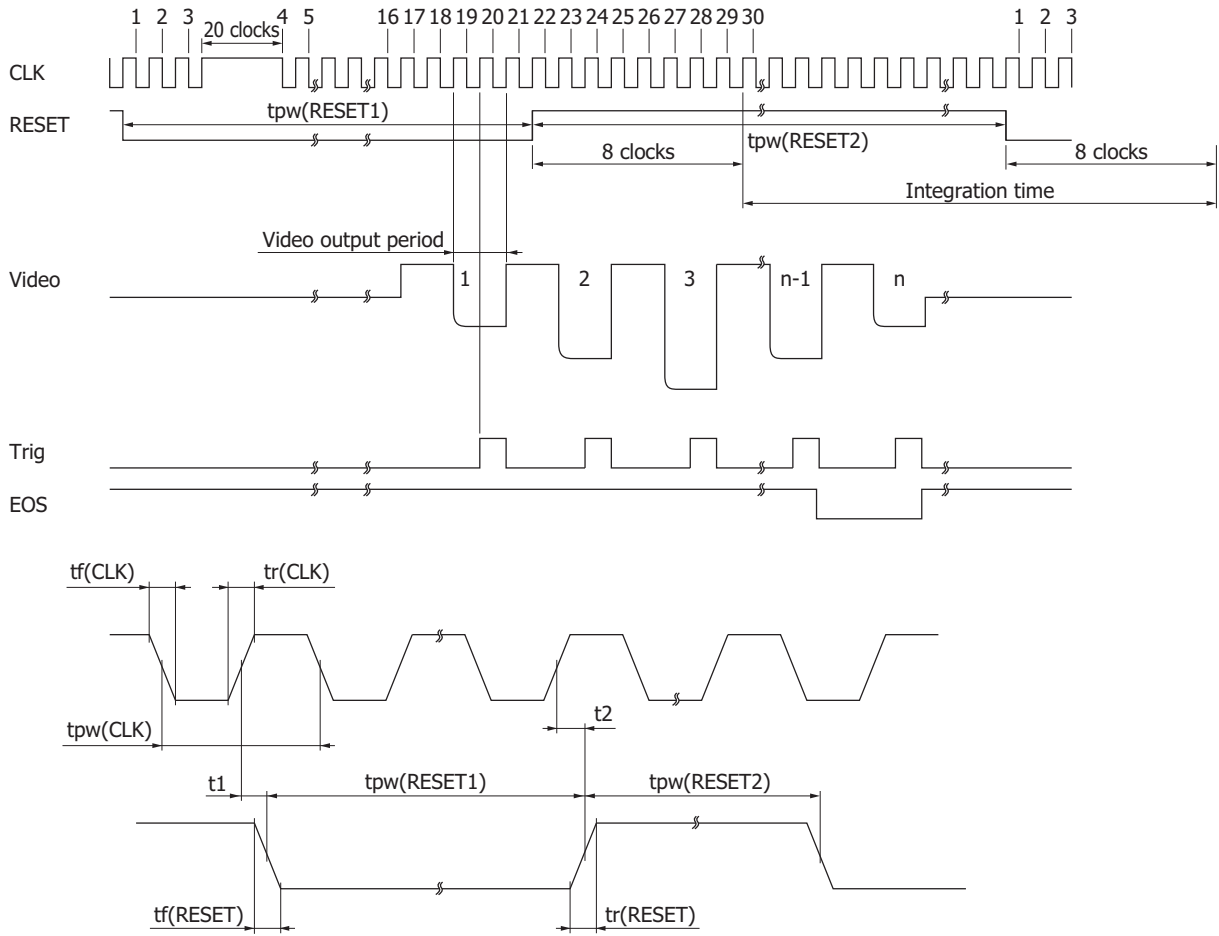 1 2 3 20 clocks 4 5 16 17 18 19 20 21 22 23 24 25 26 27 28 29 30 1 2 3
CLK
tpw(RESET1)
RESET
tpw(RESET2)
8 clocks 8 clocks
Integration time
Video output period
Video 1 2 3 n-1 n
Trig
EOS
tf(CLK) tr(CLK)
t2
tpw(CLK)
t1 tpw(RESET1) tpw(RESET2)
tf(RESET) tr(RESET)